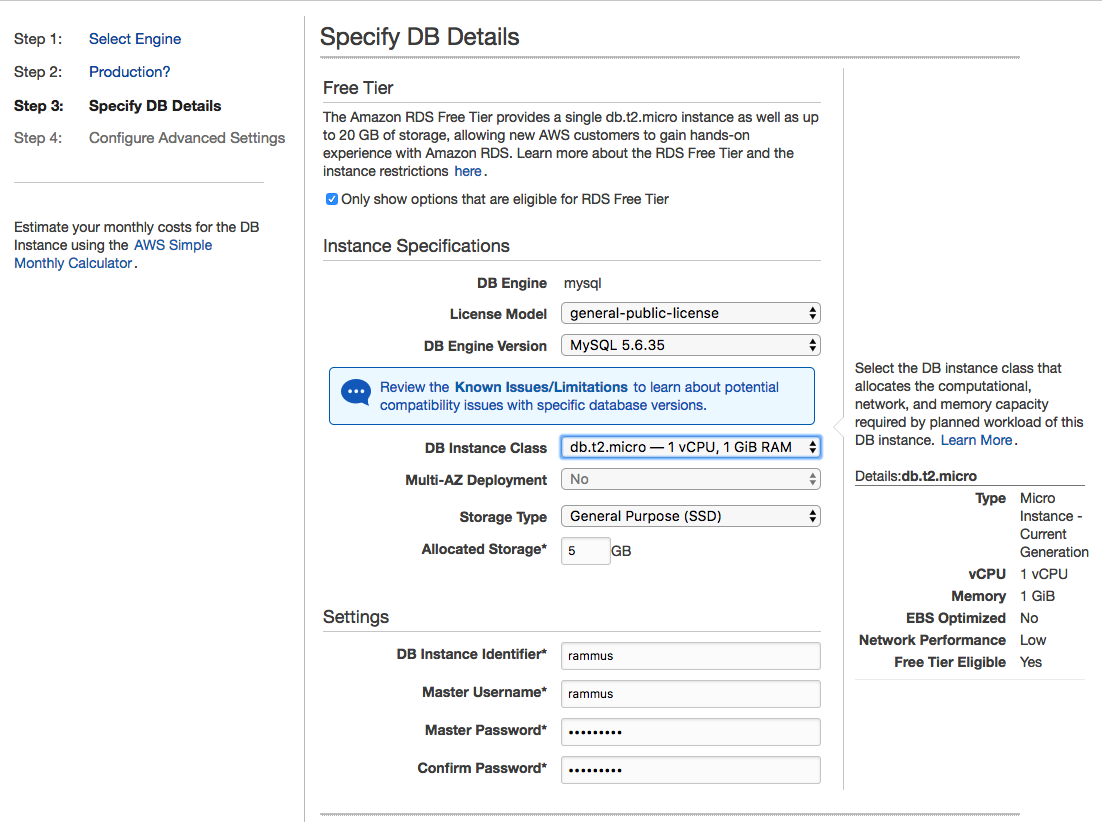 Step 1: Select Engine
Step 2: Production?
Step 3: Specify DB Details
Step 4: Configure Advanced Settings
Estimate your monthly costs for the DB
Instance using the AWS Simple
Monthly Calculator.
Specify DB Details
Free Tier
The Amazon RDS Free Tier provides a single db.t2.micro instance as well as up
to 20 GB of storage, allowing new AWS customers to gain hands-on
experience with Amazon RDS. Learn more about the RDS Free Tier and the
instance restrictions here.
Only show options that are eligible for RDS Free Tier
Instance Specifications
DB Engine mysql
License Model general-public-license
DB Engine Version MySQL 5.6.35
Review the Known Issues/Limitations to learn about potential
compatibility issues with specific database versions.
DB Instance Class db.t2.micro — 1 vCPU, 1 GiB RAM
Multi-AZ Deployment No
Storage Type General Purpose (SSD)
Allocated Storage* 5 GB
Settings
DB Instance Identifier* rammus
Master Username* rammus
Master Password* •••••••••
Confirm Password* •••••••••
Select the DB instance class that
allocates the computational,
network, and memory capacity
required by planned workload of this
DB instance. Learn More.
Details:db.t2.micro
Type Micro
Instance -
Current
Generation
vCPU 1 vCPU
Memory 1 GiB
EBS Optimized No
Network Performance Low
Free Tier Eligible Yes